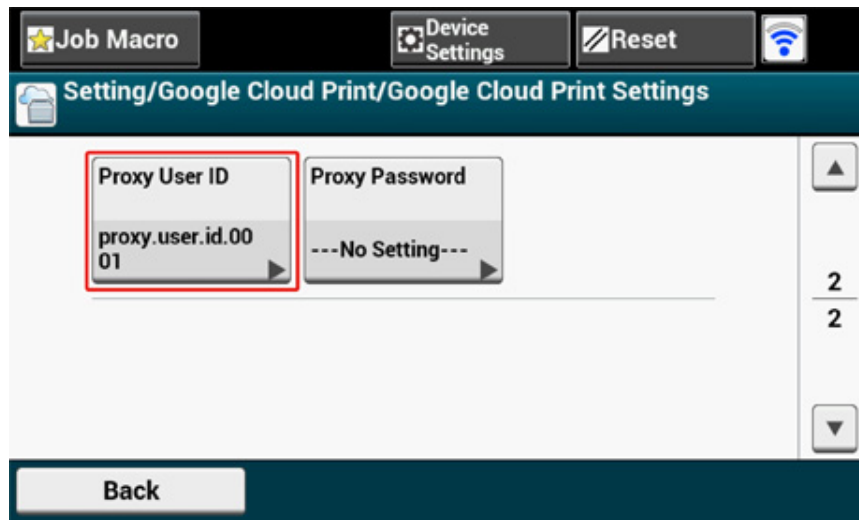 Job Macro
Device
Settings
Reset
Setting/Google Cloud Print/Google Cloud Print Settings
Proxy User ID
proxy.user.id.00
01
Proxy Password
---No Setting---
2
2
Back